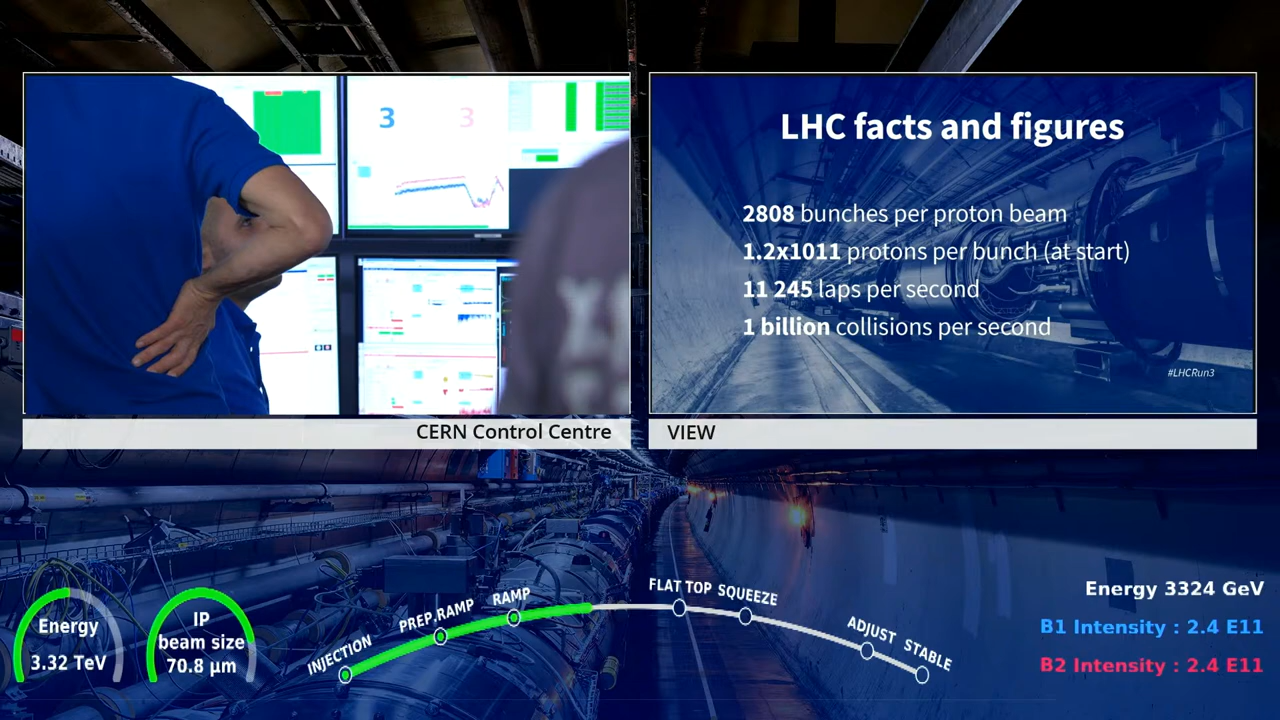 3 3
LHC facts and figures
2808 bunches per proton beam
1.2x1011 protons per bunch (at start)
11 245 laps per second
1 billion collisions per second
#LHCRun3
CERN Control Centre
VIEW
Energy
3.32 TeV
IP
beam size
70.8 µm
INJECTION
PREP.RAMP
RAMP
FLAT TOP
SQUEEZE
ADJUST
STABLE
Energy 3324 GeV
B1 Intensity : 2.4 E11
B2 Intensity : 2.4 E11